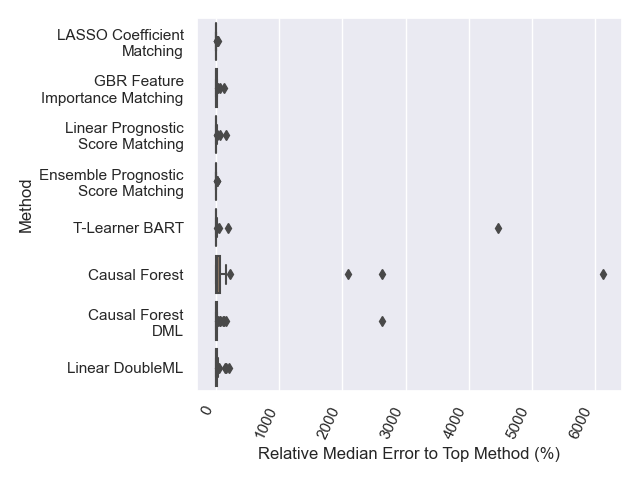 LASSO Coefficient
Matching
GBR Feature
Importance Matching
Linear Prognostic
Score Matching
Ensemble Prognostic
Score Matching
T-Learner BART
Causal Forest
Causal Forest
DML
Linear DoubleML
Method
0
1000
2000
3000
4000
5000
6000
Relative Median Error to Top Method (%)